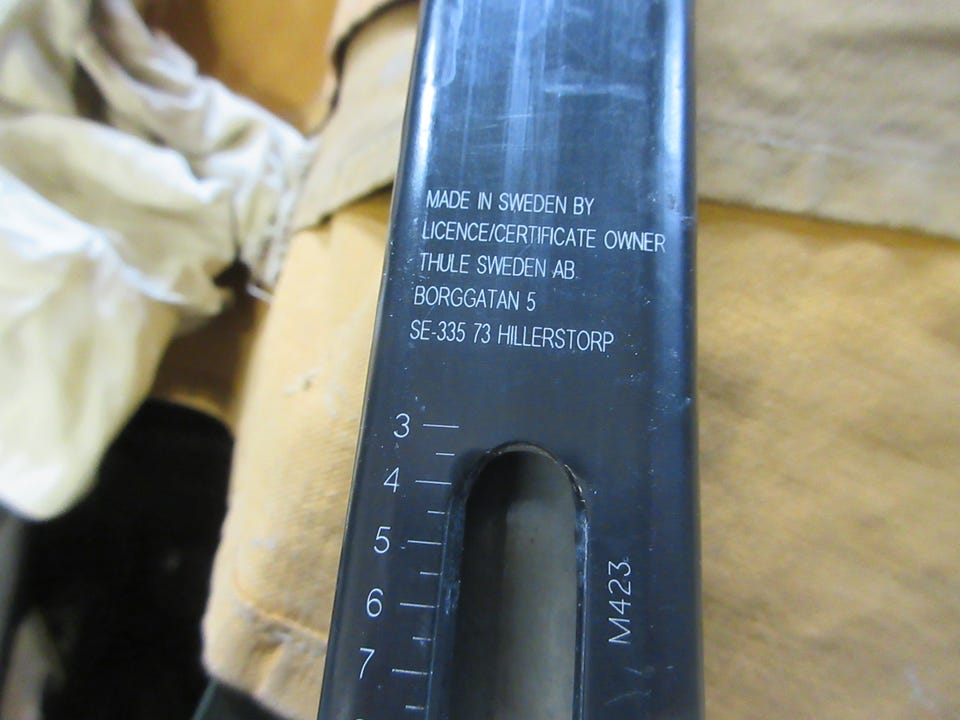 MADE IN SWEDEN BY
LICENCE/CERTIFICATE OWNER
THULE SWEDEN AB
BORGGATAN 5
SE-335 73 HILLERSTORP
3
4
5
6
7
M423